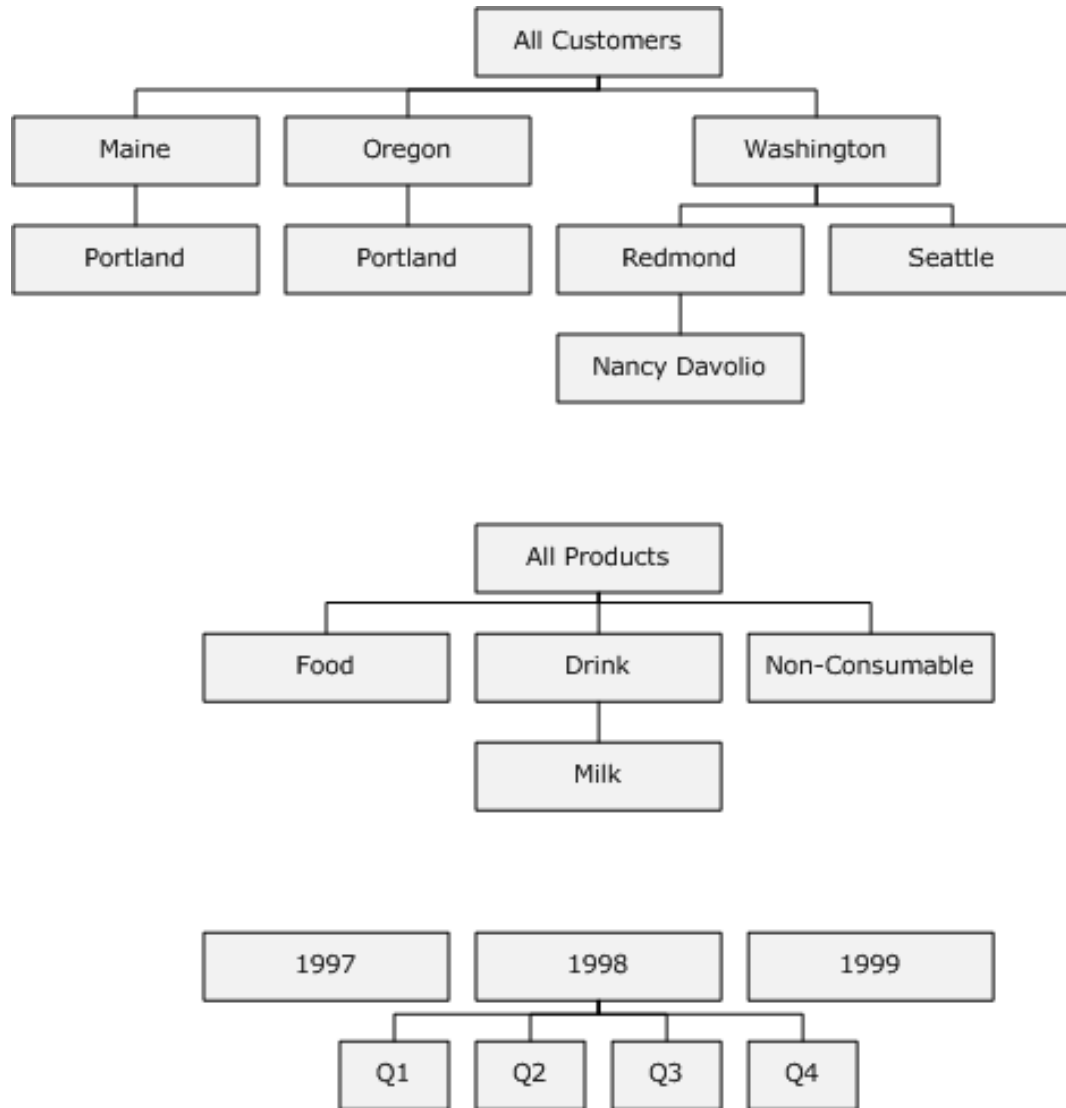 All Customers
Maine
Oregon
Washington
Portland
Portland
Redmond
Seattle
Nancy Davolio
All Products
Food
Drink
Non-Consumable
Milk
1997
1998
1999
Q1
Q2
Q3
Q4